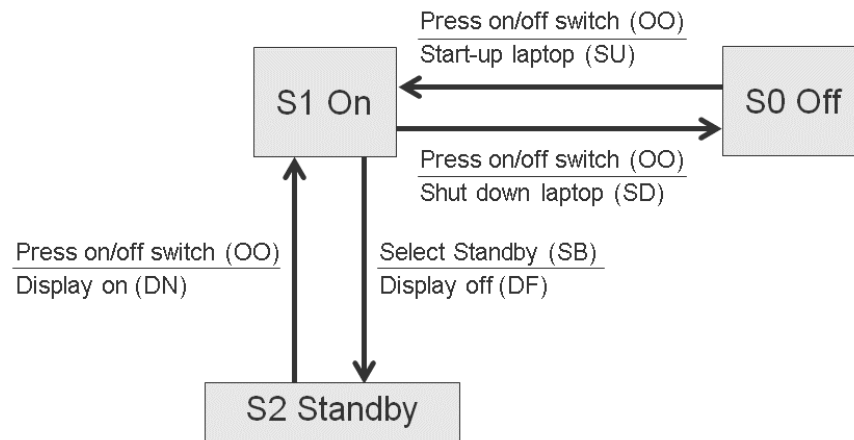 Press on/off switch (OO)
Start-up laptop (SU)
S1 On
S0 Off
Press on/off switch (OO)
Shut down laptop (SD)
Press on/off switch (OO)
Display on (DN)
Select Standby (SB)
Display off (DF)
S2 Standby